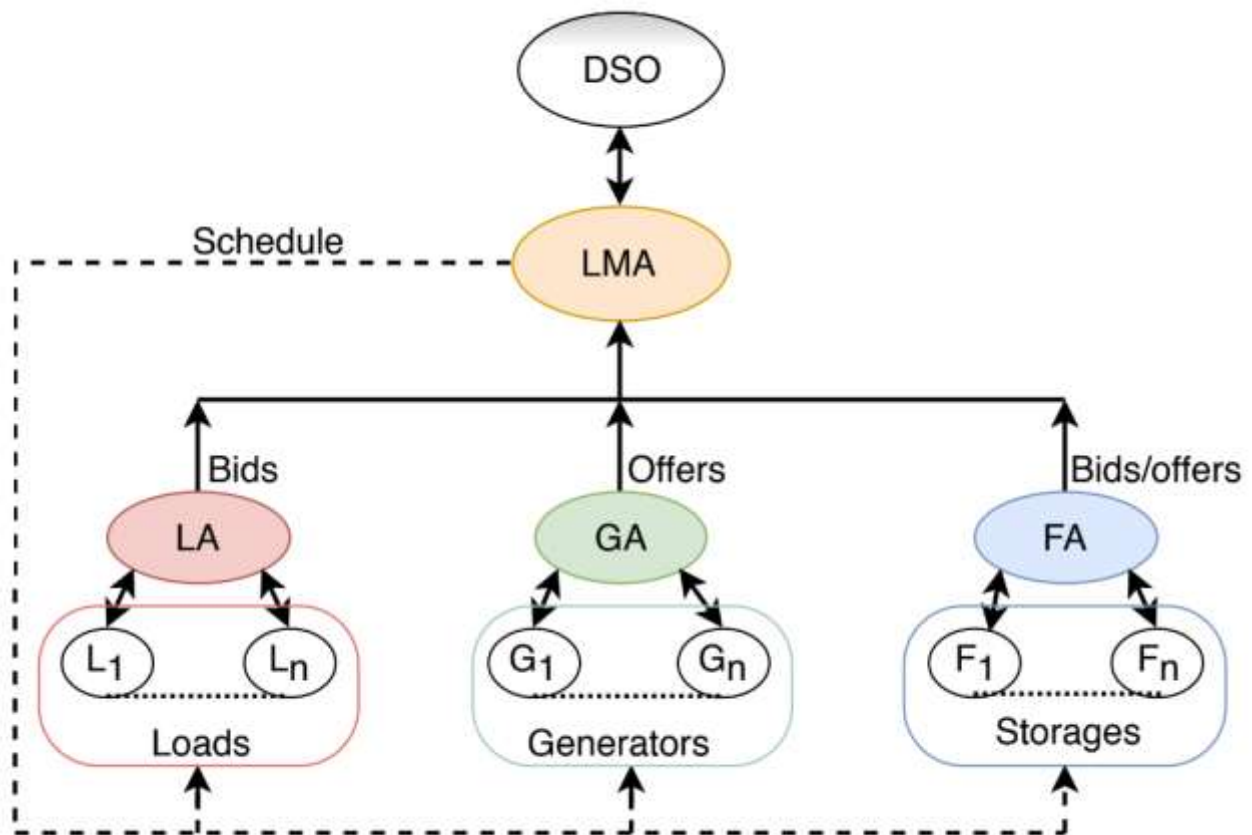 DSO
Schedule
LMA
Bids
Offers
Bids/offers
LA
GA
FA
L1
Ln
G1
Gn
F1
Fn
Loads
Generators
Storages